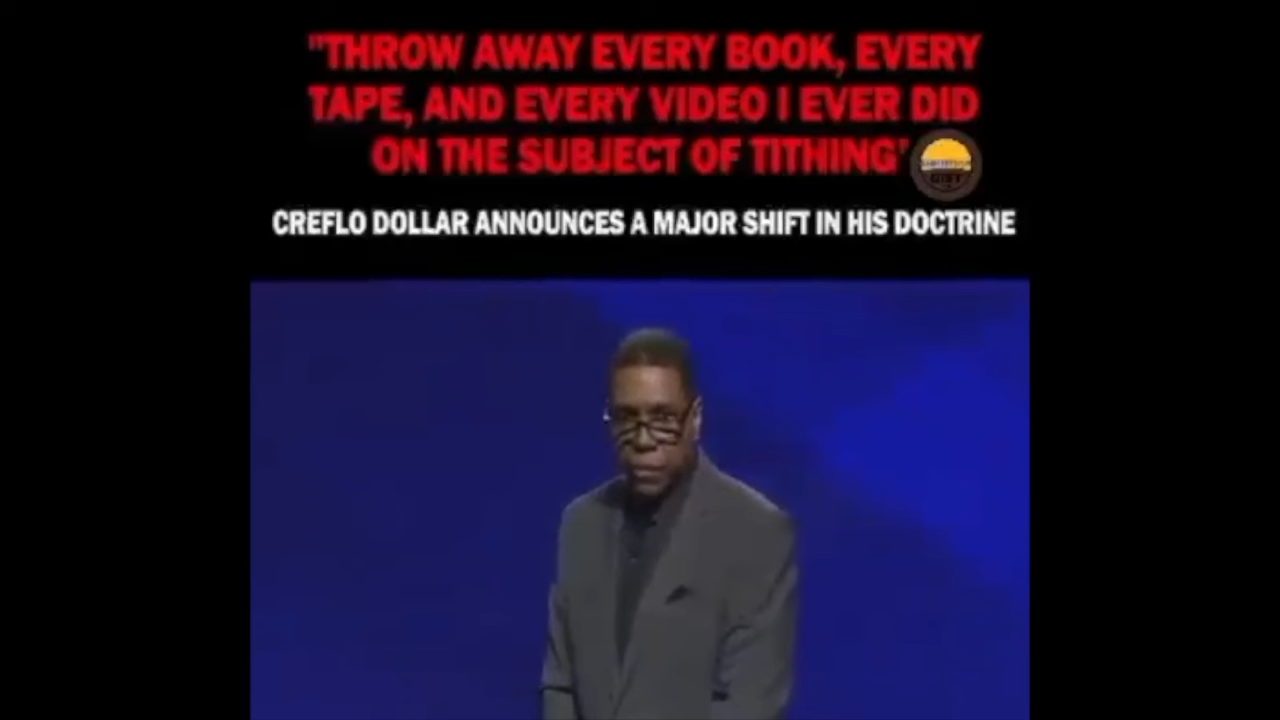 "THROW AWAY EVERY BOOK, EVERY
TAPE, AND EVERY VIDEO I EVER DID
ON THE SUBJECT OF TITHING"
CREFLO DOLLAR ANNOUNCES A MAJOR SHIFT IN HIS DOCTRINE